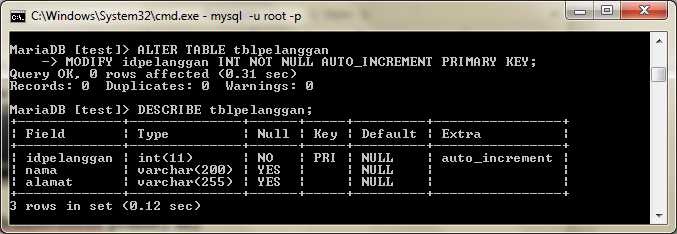 C:\Windows\System32\cmd.exe - mysql  -u root -p
MariaDB [test]> ALTER TABLE tblpelanggan
    -> MODIFY idpelanggan INT NOT NULL AUTO_INCREMENT PRIMARY KEY;
Query OK, 0 rows affected (0.31 sec)
Records: 0  Duplicates: 0  Warnings: 0
MariaDB [test]> DESCRIBE tblpelanggan;
+-------------+--------------+------+-----+---------+----------------+
| Field       | Type         | Null | Key | Default | Extra          |
+-------------+--------------+------+-----+---------+----------------+
| idpelanggan | int(11)      | NO   | PRI | NULL    | auto_increment |
| nama        | varchar(200) | YES  |     | NULL    |                |
| alamat      | varchar(255) | YES  |     | NULL    |                |
+-------------+--------------+------+-----+---------+----------------+
3 rows in set (0.12 sec)